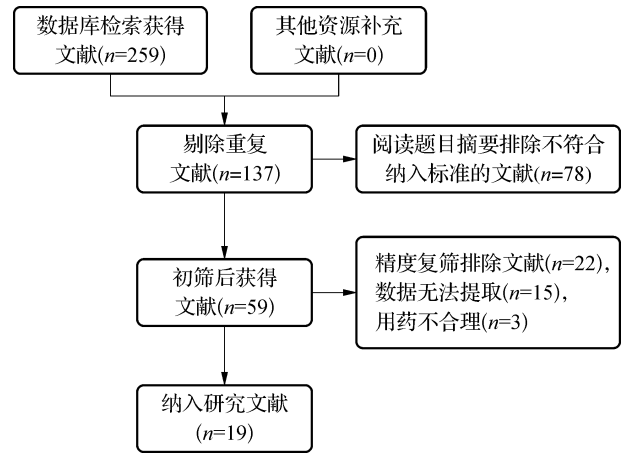 数据库检索获得
文献(n=259)
其他资源补充
文献(n=0)
剔除重复
文献(n=137)
阅读题目摘要排除不符合
纳入标准的文献(n=78)
初筛后获得
文献(n=59)
精度复筛排除文献(n=22),
数据无法提取(n=15),
用药不合理(n=3)
纳入研究文献
(n=19)